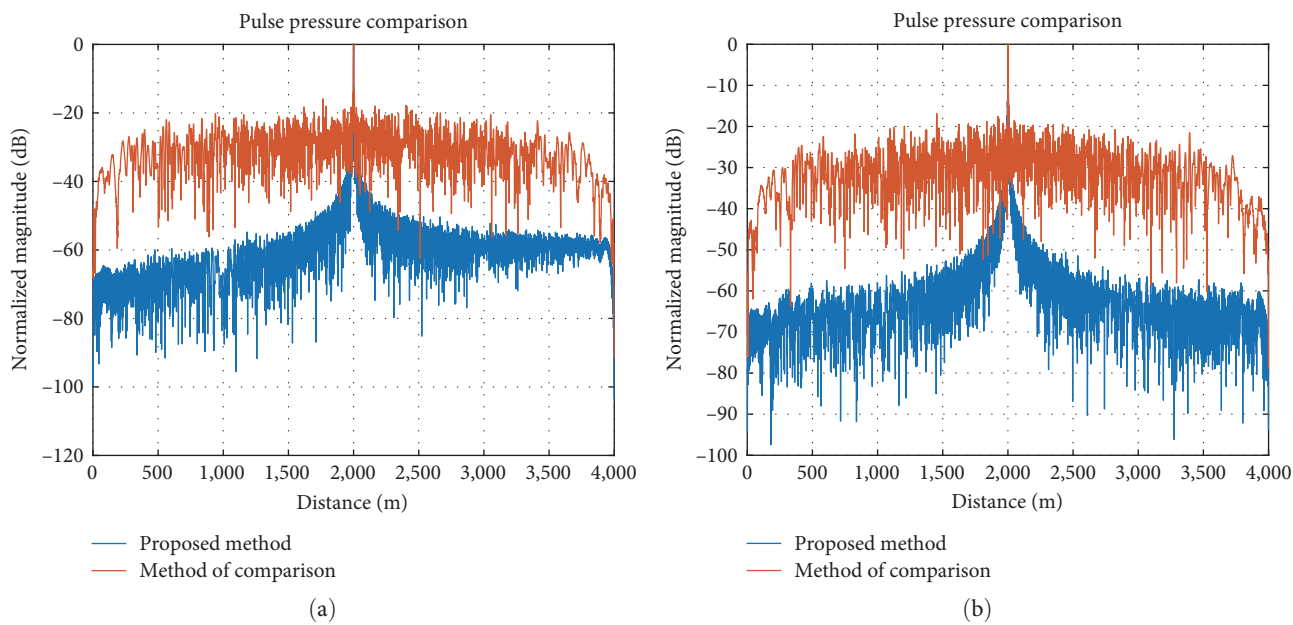 Pulse pressure comparison
0
−20
−40
−60
−80
−100
−120
Normalized magnitude (dB)
0 500 1,000 1,500 2,000 2,500 3,000 3,500 4,000
Distance (m)
Proposed method
Method of comparison
(a)
Pulse pressure comparison
0
−10
−20
−30
−40
−50
−60
−70
−80
−90
−100
Normalized magnitude (dB)
0 500 1,000 1,500 2,000 2,500 3,000 3,500 4,000
Distance (m)
Proposed method
Method of comparison
(b)